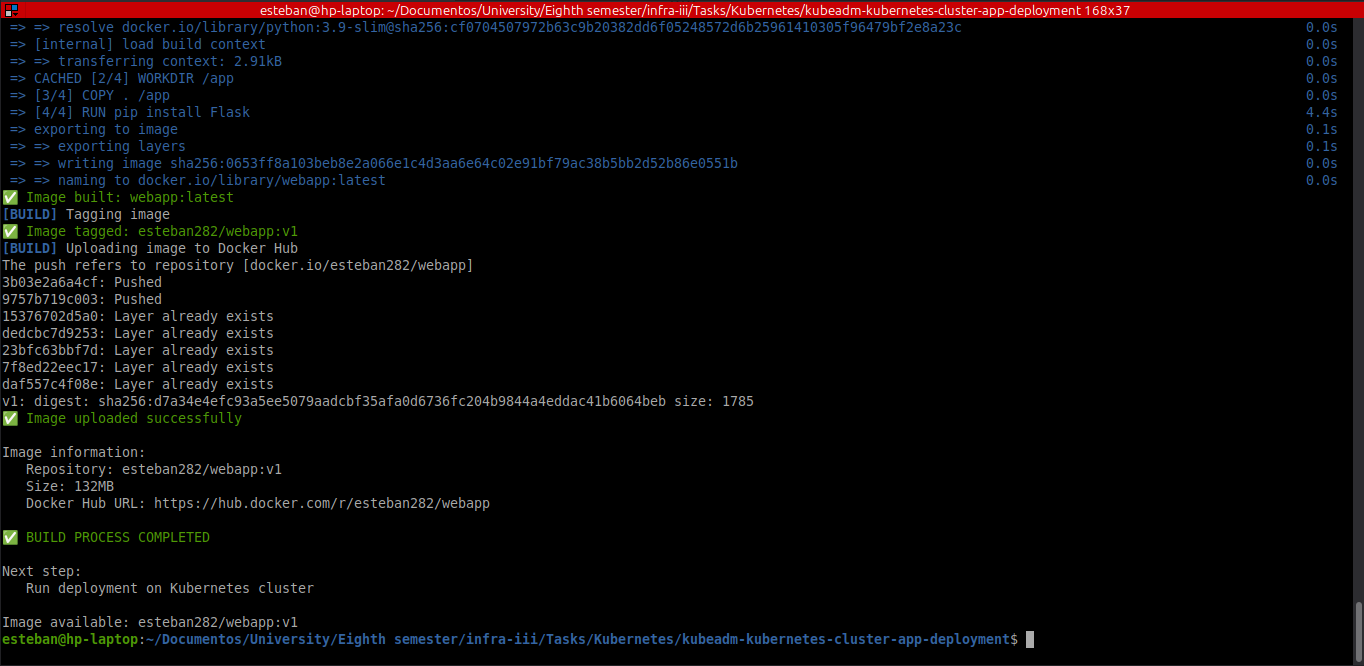 esteban@hp-laptop: ~/Documentos/University/Eighth semester/infra-iii/Tasks/Kubernetes/kubeadm-kubernetes-cluster-app-deployment 168x37
=> => resolve docker.io/library/python:3.9-slim@sha256:cf0704507972b63c9b20382dd6f05248572d6b25961410305f96479bf2e8a23c 0.0s
=> [internal] load build context 0.0s
=> => transferring context: 2.91kB 0.0s
=> CACHED [2/4] WORKDIR /app 0.0s
=> [3/4] COPY . /app 0.0s
=> [4/4] RUN pip install Flask 4.4s
=> exporting to image 0.1s
=> => exporting layers 0.1s
=> => writing image sha256:0653ff8a103beb8e2a066e1c4d3aa6e64c02e91bf79ac38b5bb2d52b86e0551b 0.0s
=> => naming to docker.io/library/webapp:latest 0.0s
✅ Image built: webapp:latest
[BUILD] Tagging image
✅ Image tagged: esteban282/webapp:v1
[BUILD] Uploading image to Docker Hub
The push refers to repository [docker.io/esteban282/webapp]
3b03e2a6a4cf: Pushed
9757b719c003: Pushed
15376702d5a0: Layer already exists
dedcbc7d9253: Layer already exists
23bfc63bbf7d: Layer already exists
7f8ed22eec17: Layer already exists
daf557c4f08e: Layer already exists
v1: digest: sha256:d7a34e4efc93a5ee5079aadcbf35afa0d6736fc204b9844a4eddac41b6064beb size: 1785
✅ Image uploaded successfully
Image information:
Repository: esteban282/webapp:v1
Size: 132MB
Docker Hub URL: https://hub.docker.com/r/esteban282/webapp
✅ BUILD PROCESS COMPLETED
Next step:
Run deployment on Kubernetes cluster
Image available: esteban282/webapp:v1
esteban@hp-laptop:~/Documentos/University/Eighth semester/infra-iii/Tasks/Kubernetes/kubeadm-kubernetes-cluster-app-deployment$